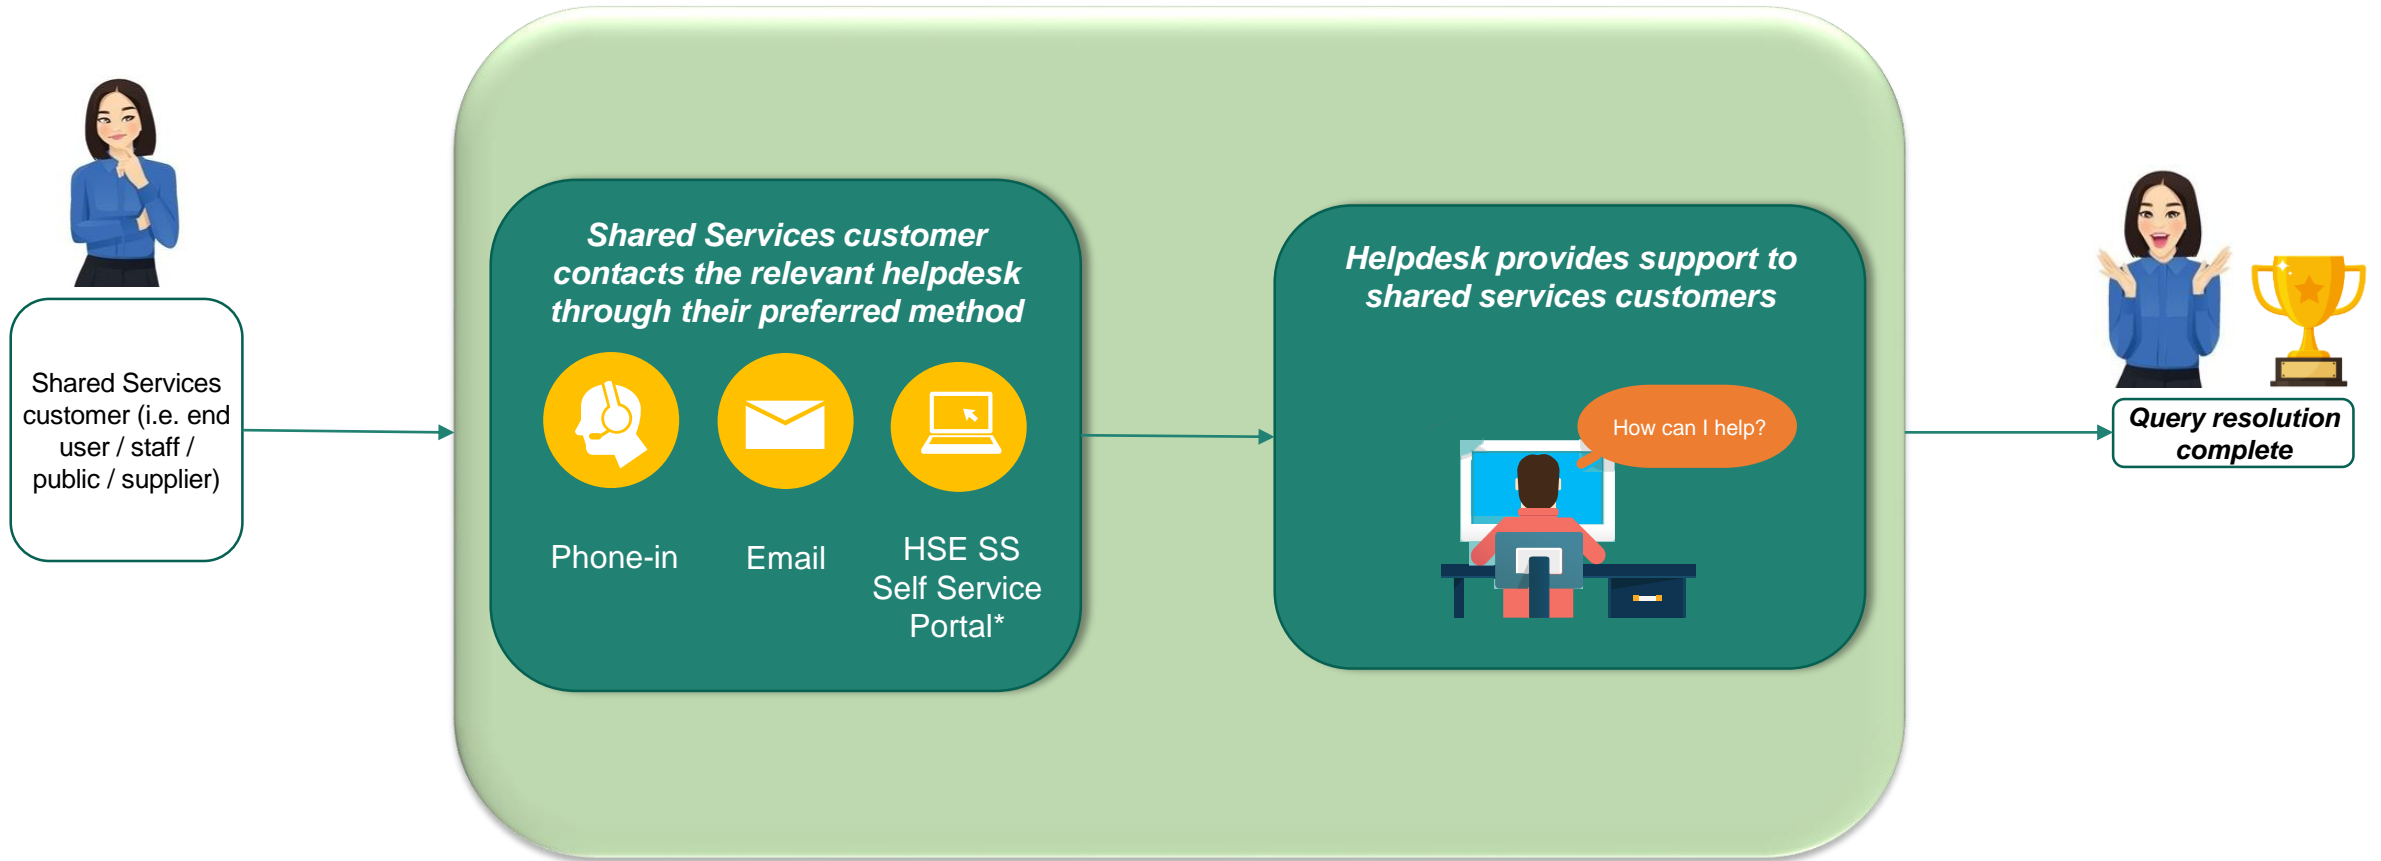 Shared Services
customer (i.e. end
user / staff /
public / supplier)
Shared Services customer
contacts the relevant helpdesk
through their preferred method
Phone-in
Email
HSE SS
Self Service
Portal*
Helpdesk provides support to
shared services customers
How can I help?
Query resolution
complete